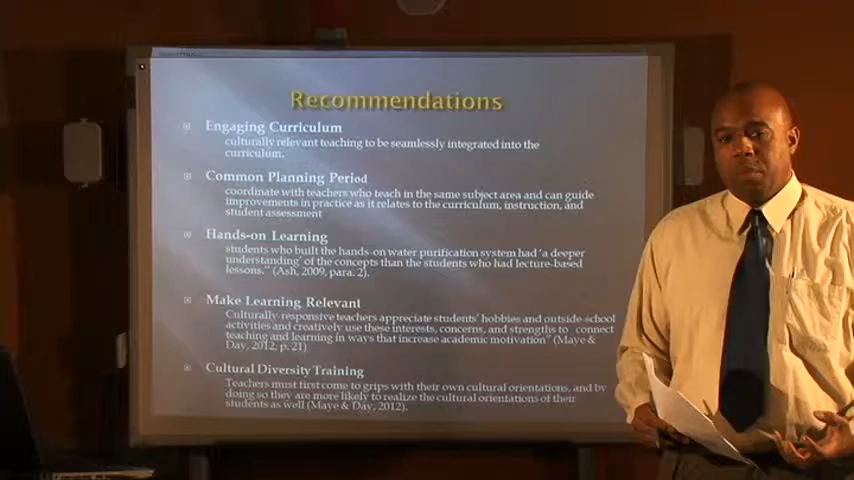 Recommendations
Engaging Curriculum
culturally relevant teaching to be seamlessly integrated into the
curriculum.
Common Planning Period
coordinate with teachers who teach in the same subject area and can guide
improvements in practice as it relates to the curriculum, instruction, and
student assessment
Hands-on Learning
students who built the hands-on water purification system had 'a deeper
understanding' of the concepts than the students who had lecture-based
lessons." (Ash, 2009, para. 2).
Make Learning Relevant
Culturally-responsive teachers appreciate students' hobbies and outside-school
activities and creatively use these interests, concerns, and strengths to connect
teaching and learning in ways that increase academic motivation" (Maye &
Day, 2012, p. 21)
Cultural Diversity Training
Teachers must first come to grips with their own cultural orientations, and by
doing so they are more likely to realize the cultural orientations of their
students as well (Maye & Day, 2012).